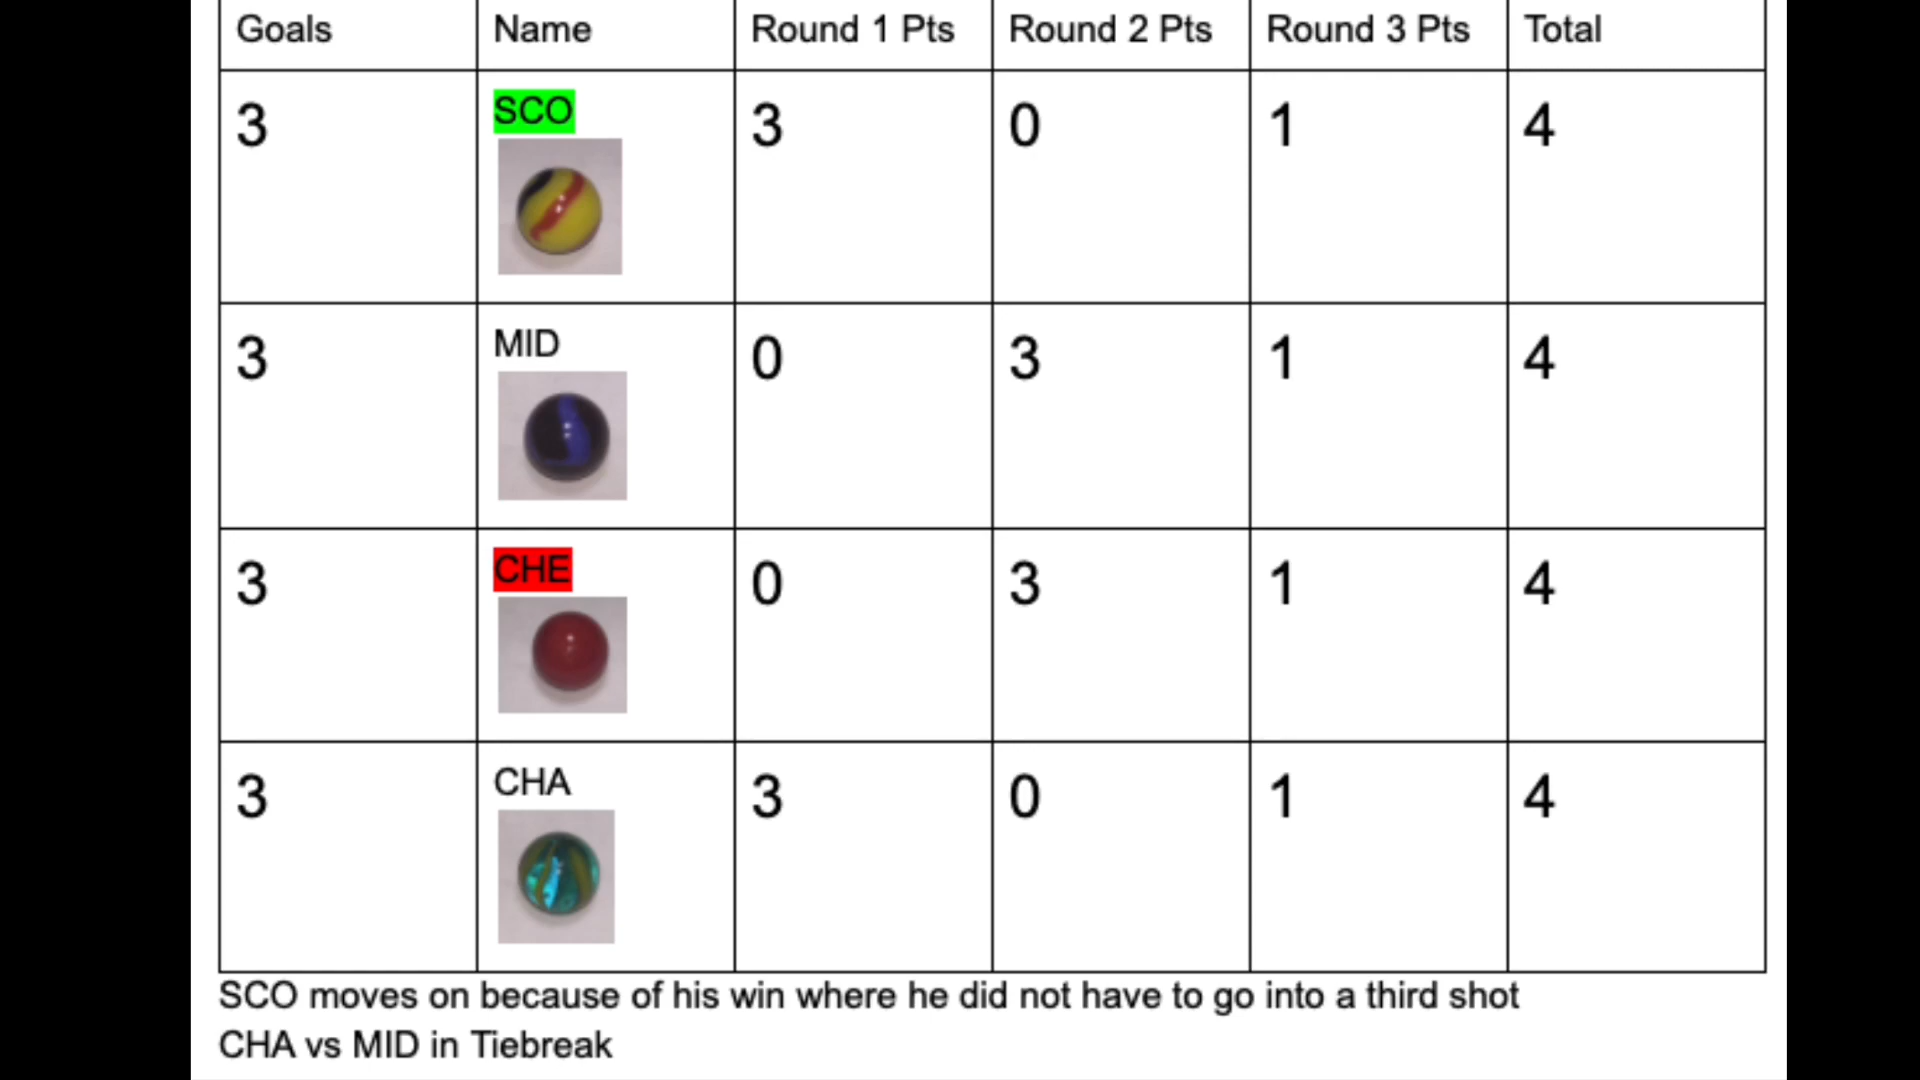 Goals Name Round 1 Pts Round 2 Pts Round 3 Pts Total
3 SCO 3 0 1 4
3 MID 0 3 1 4
3 CHE 0 3 1 4
3 CHA 3 0 1 4
SCO moves on because of his win where he did not have to go into a third shot
CHA vs MID in Tiebreak